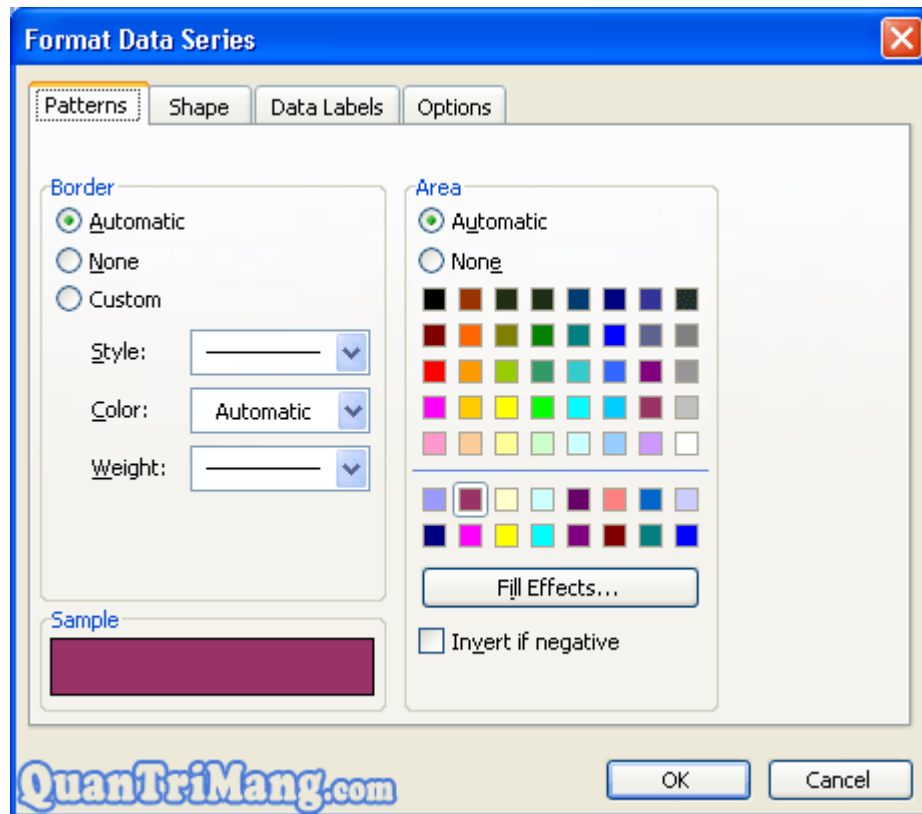 Format Data Series
Patterns Shape Data Labels Options
Border
Automatic
None
Custom
Style:
Color: Automatic
Weight:
Sample
Area
Automatic
None
Fill Effects...
Invert if negative
QuanTriMang.com
OK Cancel